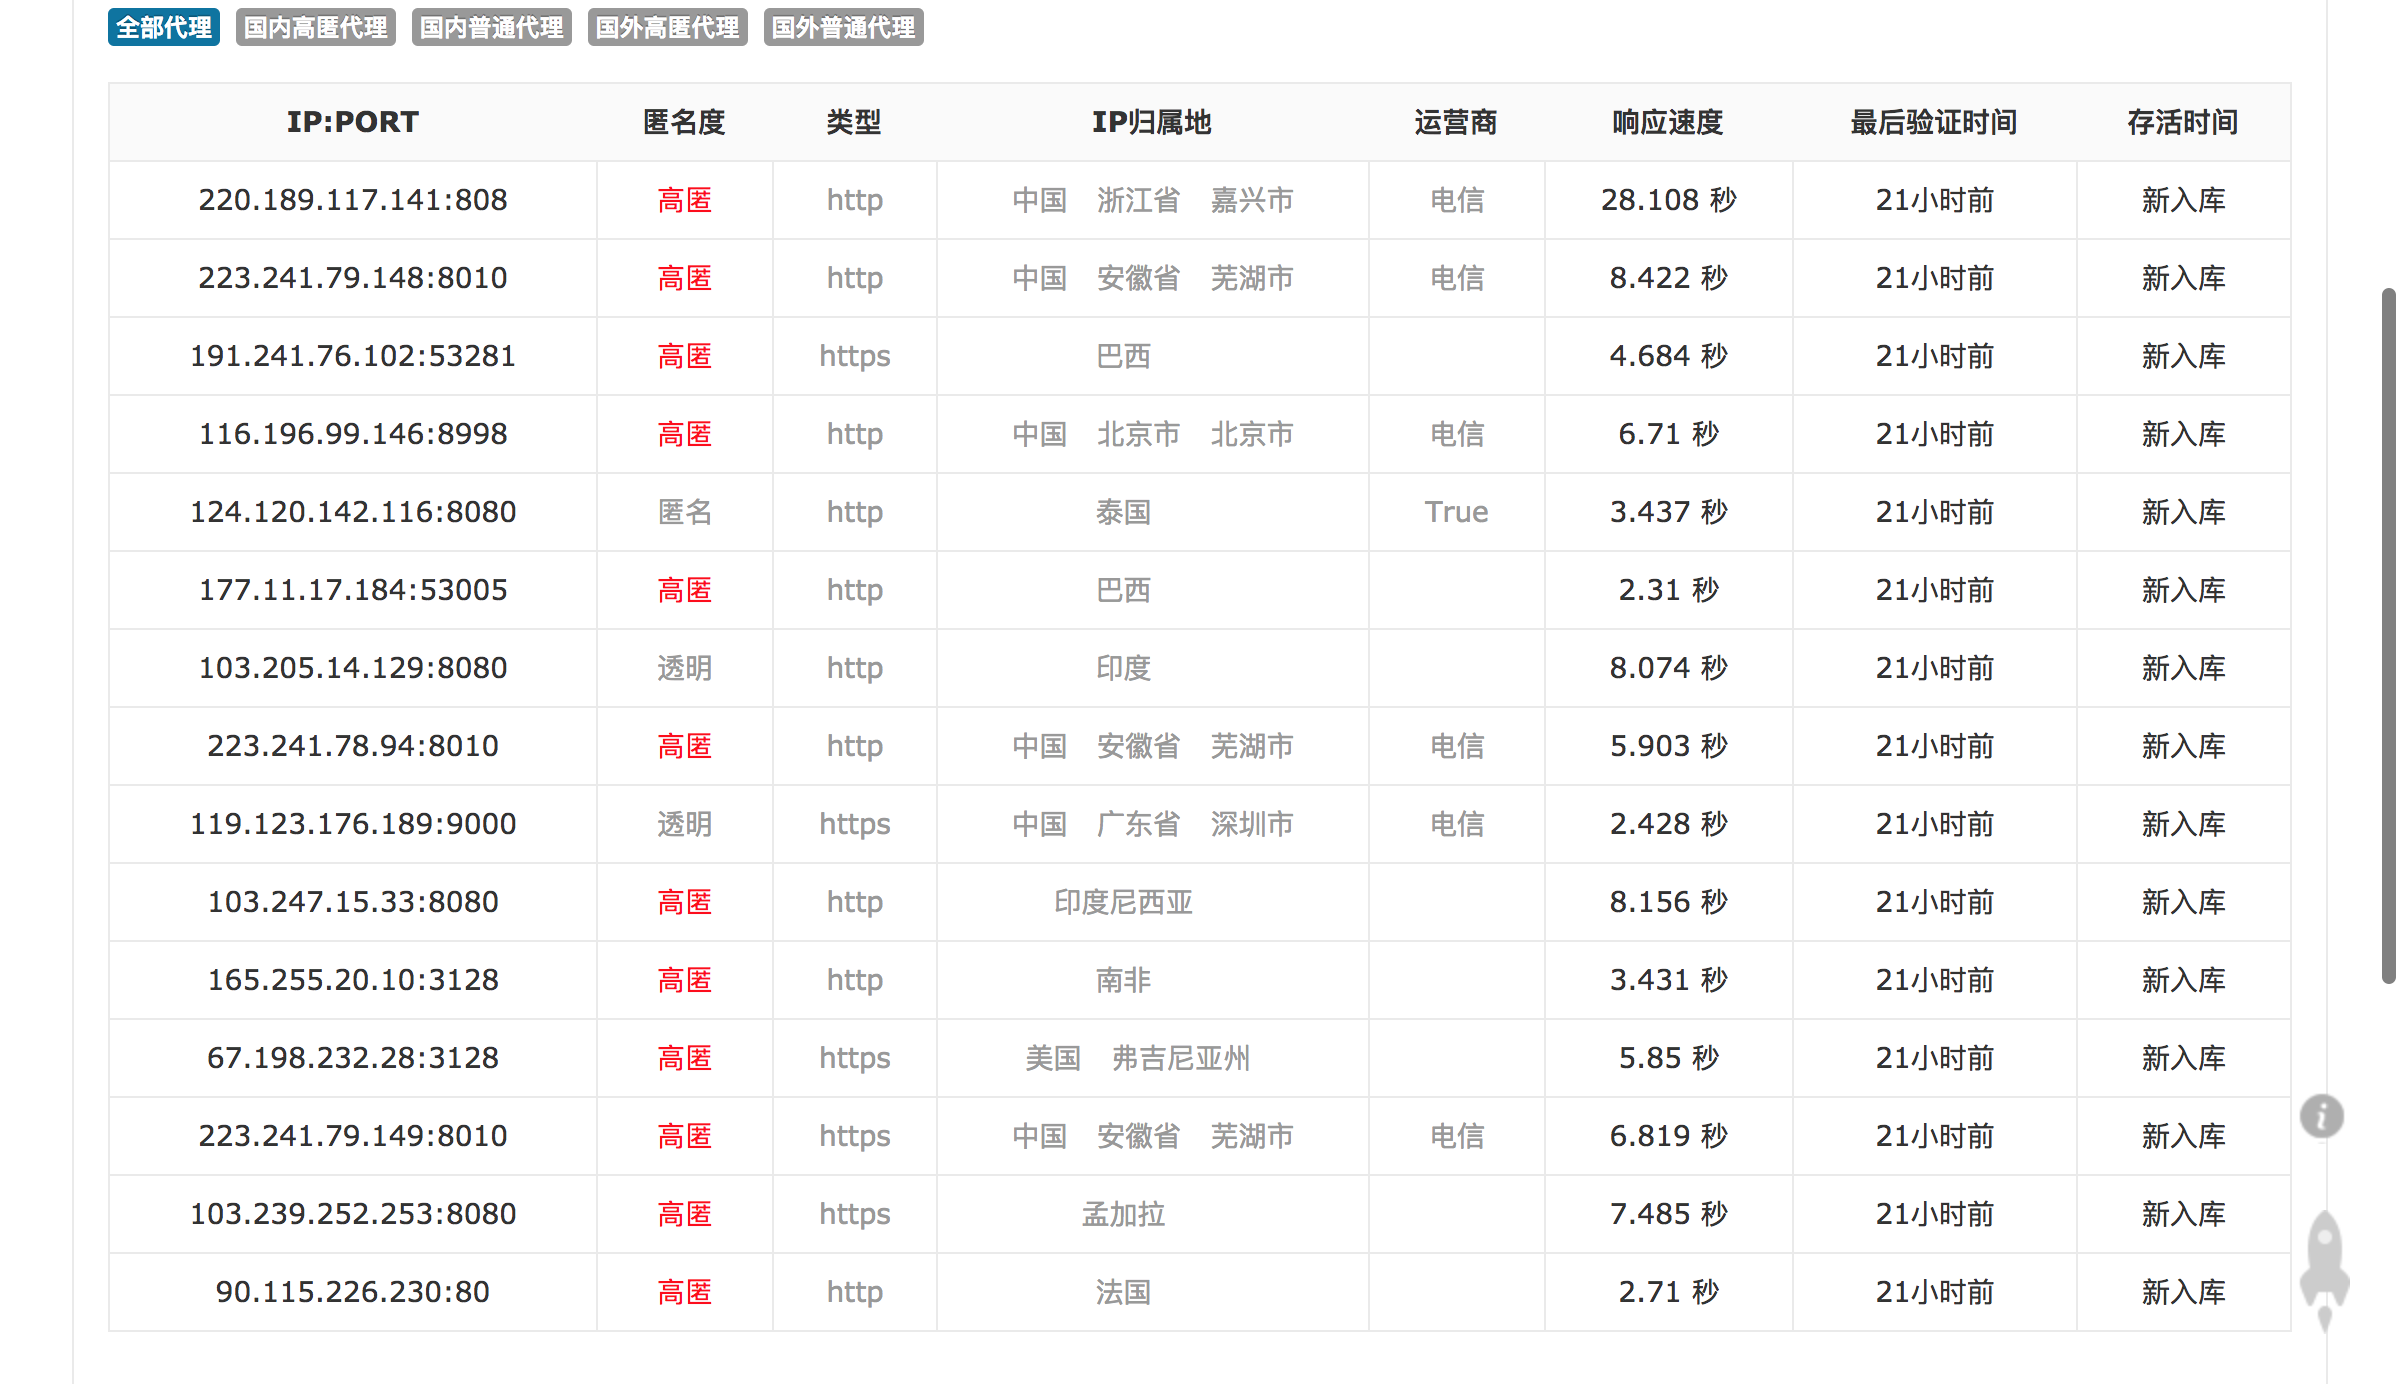 全部代理 国内高匿代理 国内普通代理 国外高匿代理 国外普通代理
IP:PORT 匿名度 类型 IP归属地 运营商 响应速度 最后验证时间 存活时间
220.189.117.141:808 高匿 http 中国 浙江省 嘉兴市 电信 28.108 秒 21小时前 新入库
223.241.79.148:8010 高匿 http 中国 安徽省 芜湖市 电信 8.422 秒 21小时前 新入库
191.241.76.102:53281 高匿 https 巴西 4.684 秒 21小时前 新入库
116.196.99.146:8998 高匿 http 中国 北京市 北京市 电信 6.71 秒 21小时前 新入库
124.120.142.116:8080 匿名 http 泰国 True 3.437 秒 21小时前 新入库
177.11.17.184:53005 高匿 http 巴西 2.31 秒 21小时前 新入库
103.205.14.129:8080 透明 http 印度 8.074 秒 21小时前 新入库
223.241.78.94:8010 高匿 http 中国 安徽省 芜湖市 电信 5.903 秒 21小时前 新入库
119.123.176.189:9000 透明 https 中国 广东省 深圳市 电信 2.428 秒 21小时前 新入库
103.247.15.33:8080 高匿 http 印度尼西亚 8.156 秒 21小时前 新入库
165.255.20.10:3128 高匿 http 南非 3.431 秒 21小时前 新入库
67.198.232.28:3128 高匿 https 美国 弗吉尼亚州 5.85 秒 21小时前 新入库
223.241.79.149:8010 高匿 https 中国 安徽省 芜湖市 电信 6.819 秒 21小时前 新入库
103.239.252.253:8080 高匿 https 孟加拉 7.485 秒 21小时前 新入库
90.115.226.230:80 高匿 http 法国 2.71 秒 21小时前 新入库